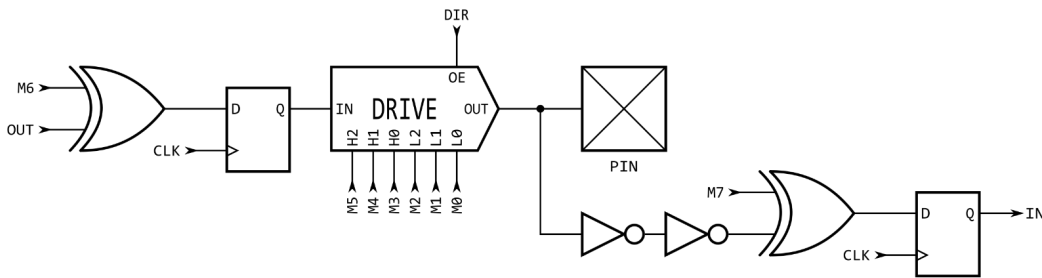 DIR
M6
OUT
D
Q
CLK
IN
DRIVE
OE
OUT
H2
H1
H0
L2
L1
L0
M5
M4
M3
M2
M1
M0
PIN
M7
D
Q
CLK
IN